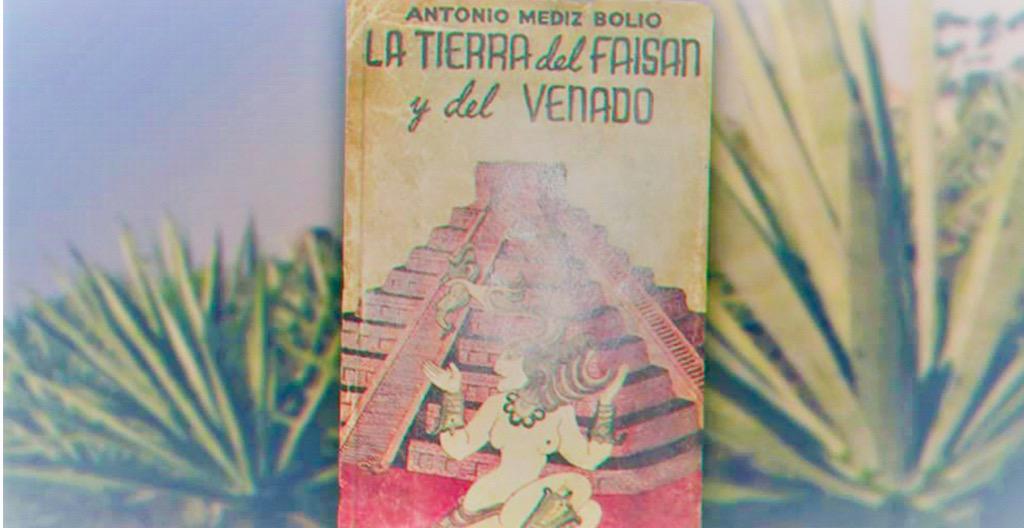 ANTONIO MEDIZ BOLIO
LA TIERRA del FAISAN
y del VENADO